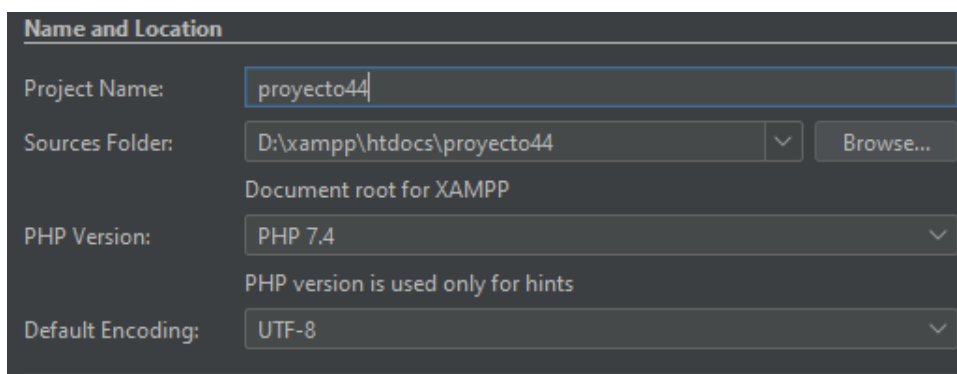 Name and Location
Project Name: proyecto44
Sources Folder: D:\xampp\htdocs\proyecto44 Browse...
Document root for XAMPP
PHP Version: PHP 7.4
PHP version is used only for hints
Default Encoding: UTF-8